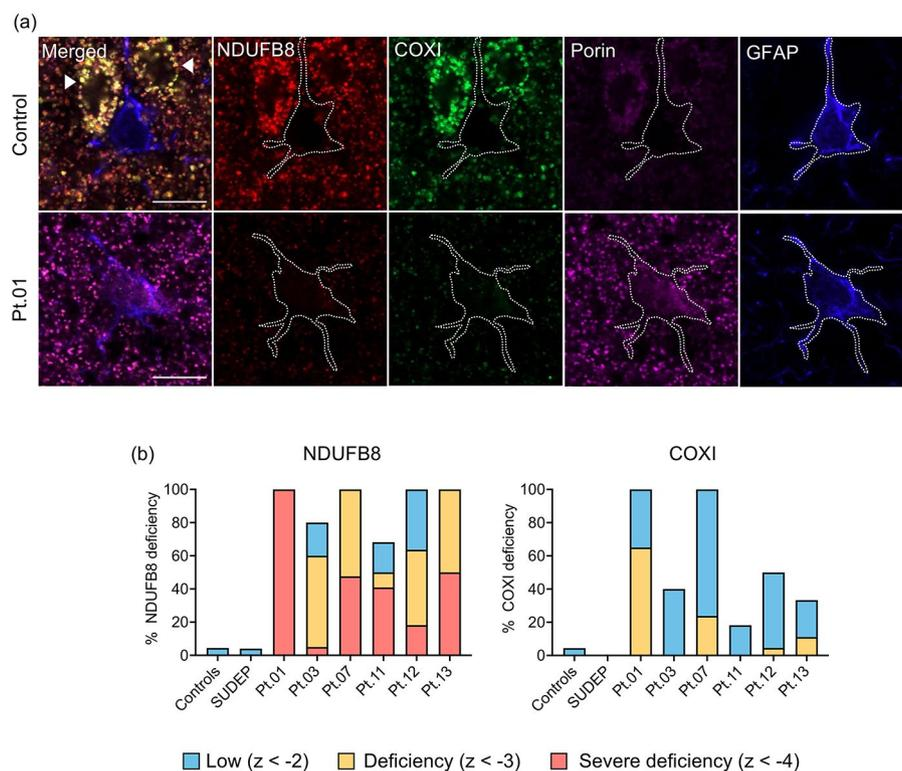 (a)
Merged NDUFB8 COXI Porin GFAP
Control
Pt.01
(b)
NDUFB8
% NDUFB8 deficiency
100
80
60
40
20
0
Controls SUDEP Pt.01 Pt.03 Pt.07 Pt.11 Pt.12 Pt.13
COXI
% COXI deficiency
100
80
60
40
20
0
Controls SUDEP Pt.01 Pt.03 Pt.07 Pt.11 Pt.12 Pt.13
Low (z < -2) Deficiency (z < -3) Severe deficiency (z < -4)